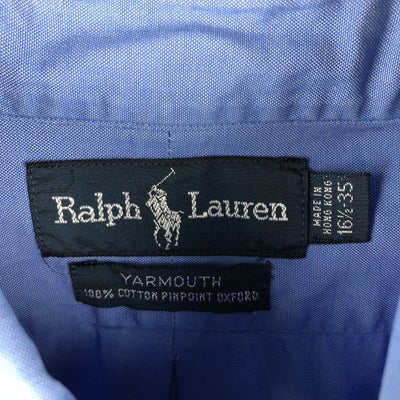 Ralph Lauren
MADE IN
HONG KONG
16½-35
YARMOUTH
100% COTTON PINPOINT OXFORD